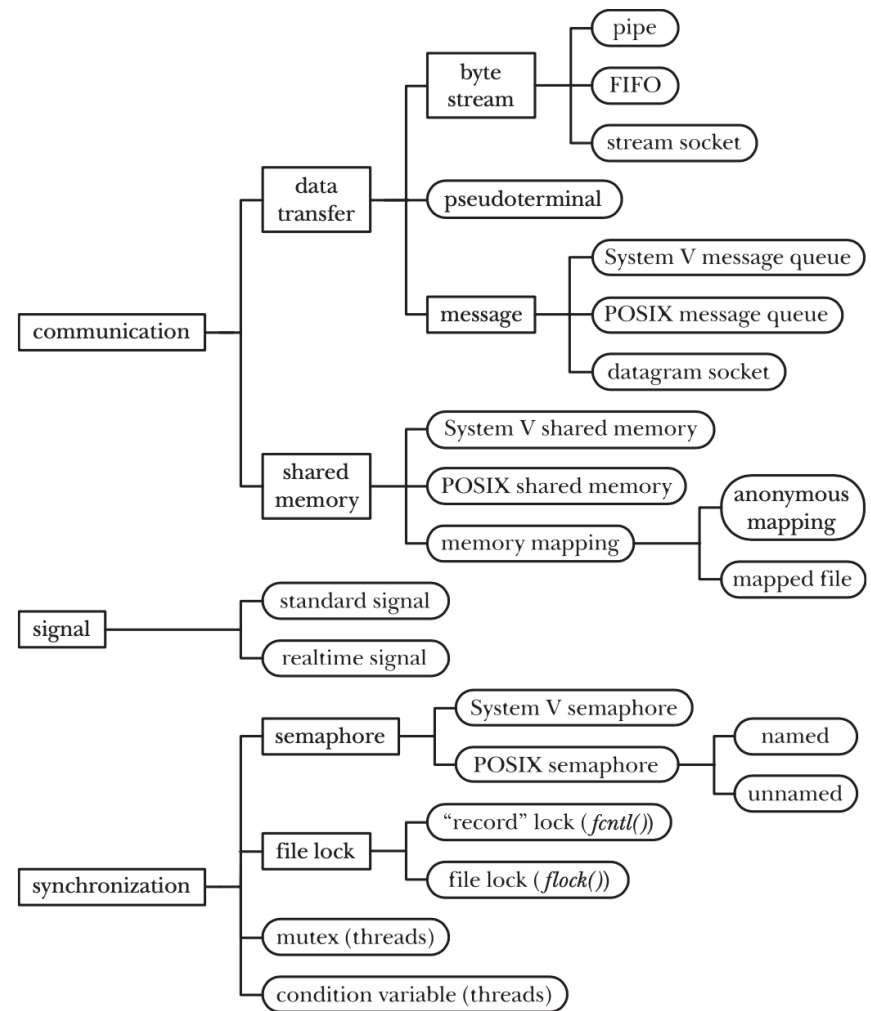 pipe
byte
stream
FIFO
stream socket
data
transfer
pseudoterminal
System V message queue
message
POSIX message queue
communication
datagram socket
System V shared memory
shared
memory
POSIX shared memory
anonymous
mapping
memory mapping
mapped file
standard signal
signal
realtime signal
System V semaphore
semaphore
named
POSIX semaphore
unnamed
“record” lock (fcntl())
file lock
file lock (flock())
synchronization
mutex (threads)
condition variable (threads)